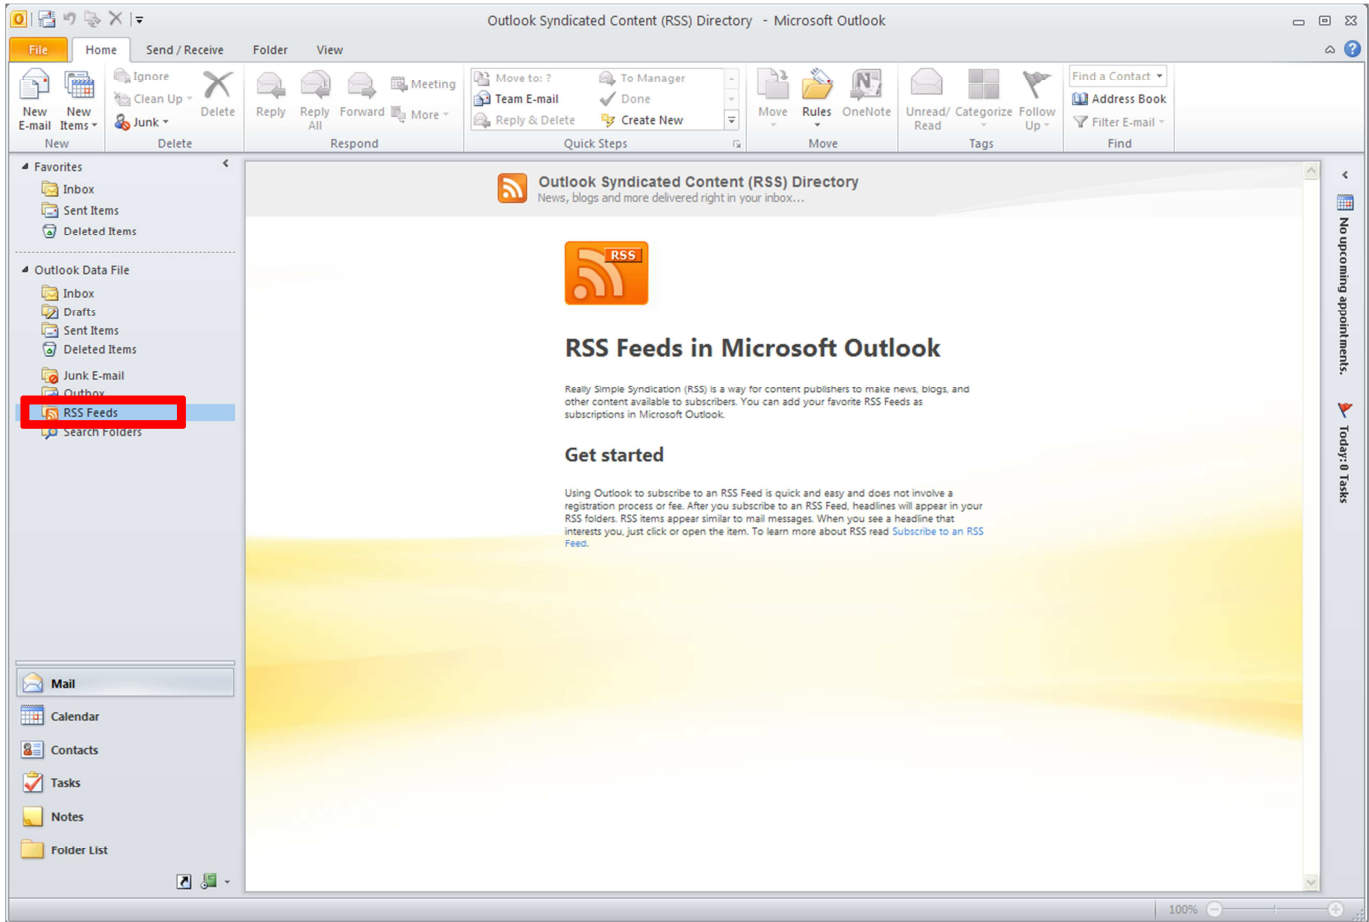 Outlook Syndicated Content (RSS) Directory - Microsoft Outlook
File Home Send / Receive Folder View
New E-mail
New Items
New
Ignore
Clean Up
Junk
Delete
Delete
Reply
Reply All
Forward
Meeting
More
Respond
Move to: ?
Team E-mail
Reply & Delete
To Manager
Done
Create New
Quick Steps
Move
Rules
OneNote
Move
Unread/ Read
Categorize
Follow Up
Tags
Find a Contact
Address Book
Filter E-mail
Find
Favorites
Inbox
Sent Items
Deleted Items
Outlook Data File
Inbox
Drafts
Sent Items
Deleted Items
Junk E-mail
Outbox
RSS Feeds
Search Folders
Mail
Calendar
Contacts
Tasks
Notes
Folder List
Outlook Syndicated Content (RSS) Directory
News, blogs and more delivered right in your inbox...
RSS
RSS Feeds in Microsoft Outlook
Really Simple Syndication (RSS) is a way for content publishers to make news, blogs, and
other content available to subscribers. You can add your favorite RSS Feeds as
subscriptions in Microsoft Outlook.
Get started
Using Outlook to subscribe to an RSS Feed is quick and easy and does not involve a
registration process or fee. After you subscribe to an RSS Feed, headlines will appear in your
RSS folders. RSS items appear similar to mail messages. When you see a headline that
interests you, just click or open the item. To learn more about RSS read Subscribe to an RSS
Feed.
No upcoming appointments.
Today: 0 Tasks
100%